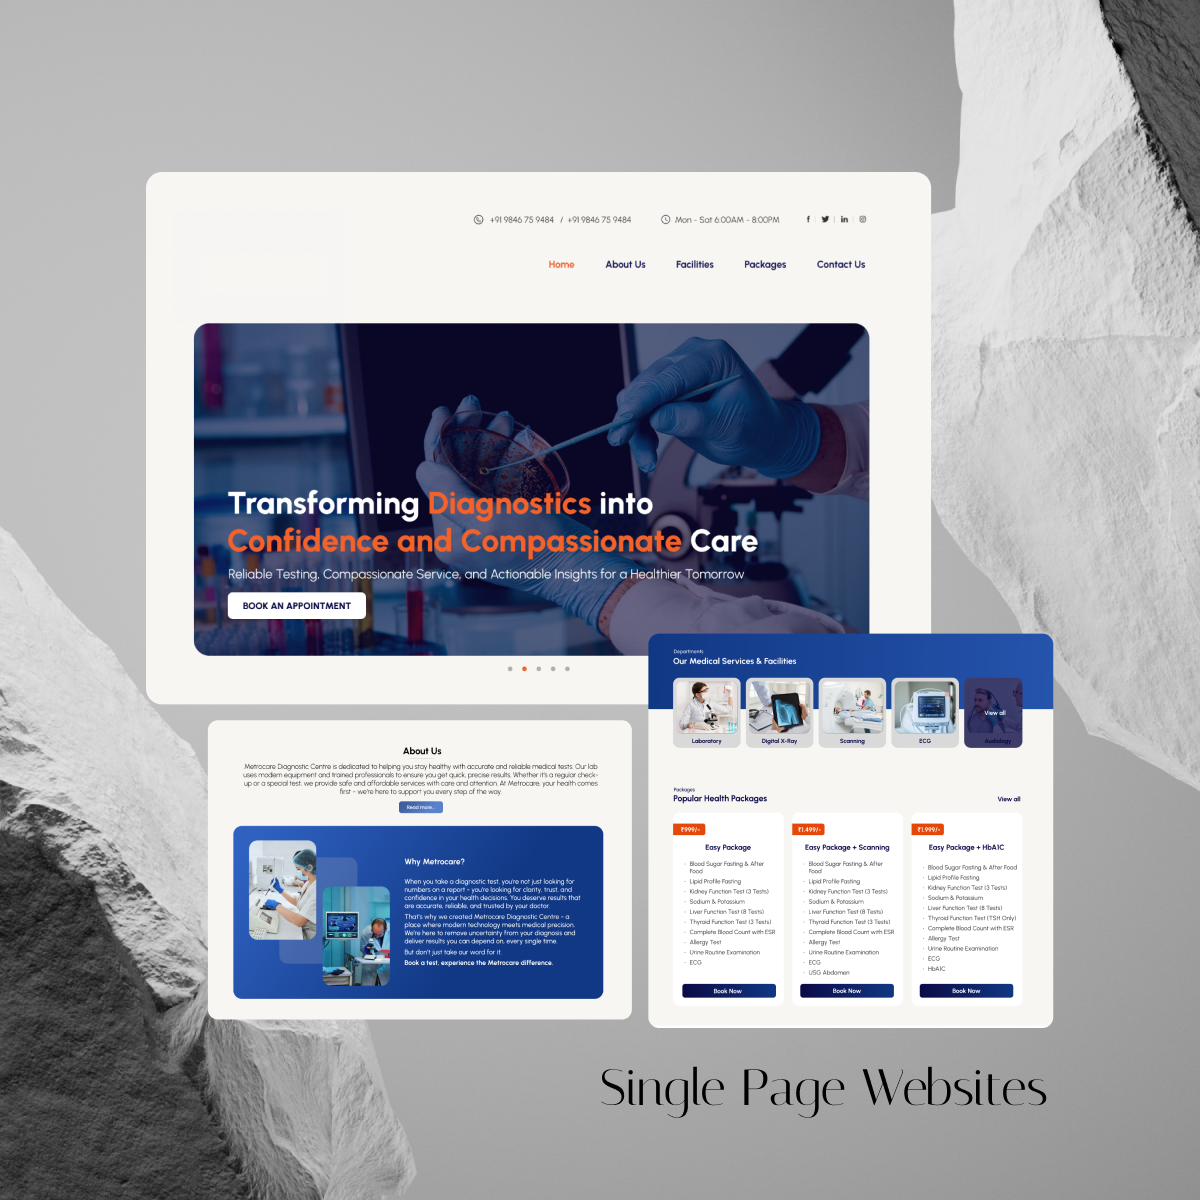 +91 9846 75 9484 / +91 9846 75 9484
Mon - Sat 6:00AM - 8:00PM
Home About Us Facilities Packages Contact Us
Transforming Diagnostics into
Confidence and Compassionate Care
Reliable Testing, Compassionate Service, and Actionable Insights for a Healthier Tomorrow
BOOK AN APPOINTMENT
Departments
Our Medical Services & Facilities
View all
Laboratory Digital X-Ray Scanning ECG Audiology
About Us
Metrocare Diagnostic Centre is dedicated to helping you stay healthy with accurate and reliable medical tests. Our lab
uses modern equipment and trained professionals to ensure you get quick, precise results. Whether it's a regular check-
up or a special test, we provide safe and affordable services with care and attention. At Metrocare, your health comes
first - we're here to support you every step of the way.
Read more..
Why Metrocare?
When you take a diagnostic test, you're not just looking for
numbers on a report - you're looking for clarity, trust, and
confidence in your health decisions. You deserve results that
are accurate, reliable, and trusted by your doctor.
That's why we created Metrocare Diagnostic Centre - a
place where modern technology meets medical precision.
We're here to remove uncertainty from your diagnosis and
deliver results you can depend on, every single time.
But don't just take our word for it.
Book a test, experience the Metrocare difference.
Packages
Popular Health Packages
View all
₹999/-
Easy Package
· Blood Sugar Fasting & After
Food
· Lipid Profile Fasting
· Kidney Function Test (3 Tests)
· Sodium & Potassium
· Liver Function Test (8 Tests)
· Thyroid Function Test (3 Tests)
· Complete Blood Count with ESR
· Allergy Test
· Urine Routine Examination
· ECG
Book Now
₹1,499/-
Easy Package + Scanning
· Blood Sugar Fasting & After
Food
· Lipid Profile Fasting
· Kidney Function Test (3 Tests)
· Sodium & Potassium
· Liver Function Test (8 Tests)
· Thyroid Function Test (3 Tests)
· Complete Blood Count with ESR
· Allergy Test
· Urine Routine Examination
· ECG
· USG Abdomen
Book Now
₹1,999/-
Easy Package + HbA1C
· Blood Sugar Fasting & After Food
· Lipid Profile Fasting
· Kidney Function Test (3 Tests)
· Sodium & Potassium
· Liver Function Test (8 Tests)
· Thyroid Function Test (TSH Only)
· Complete Blood Count with ESR
· Allergy Test
· Urine Routine Examination
· ECG
· HbA1C
Book Now
Single Page Websites